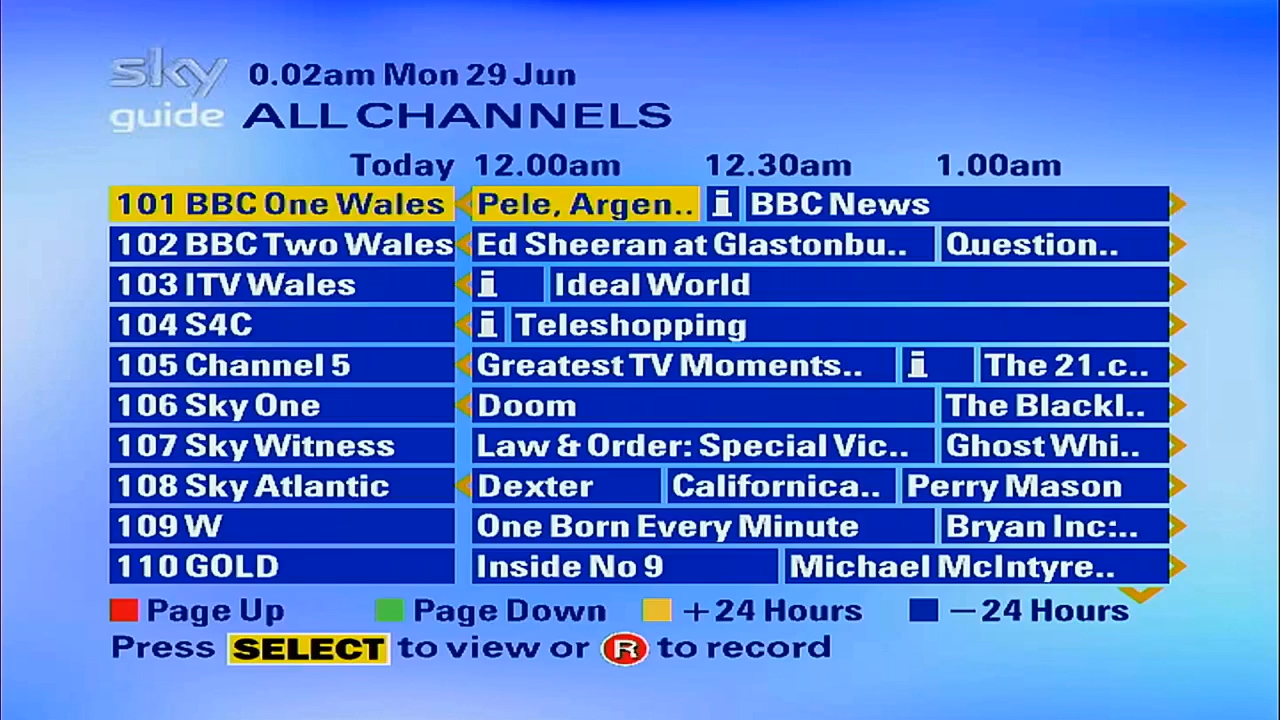 sky guide 0.02am Mon 29 Jun
ALL CHANNELS
Today 12.00am 12.30am 1.00am
101 BBC One Wales Pele, Argen.. i BBC News
102 BBC Two Wales Ed Sheeran at Glastonbu.. Question..
103 ITV Wales i Ideal World
104 S4C i Teleshopping
105 Channel 5 Greatest TV Moments.. i The 21.c..
106 Sky One Doom The Blackl..
107 Sky Witness Law & Order: Special Vic.. Ghost Whi..
108 Sky Atlantic Dexter Californica.. Perry Mason
109 W One Born Every Minute Bryan Inc:..
110 GOLD Inside No 9 Michael McIntyre..
Page Up Page Down +24 Hours −24 Hours
Press SELECT to view or R to record